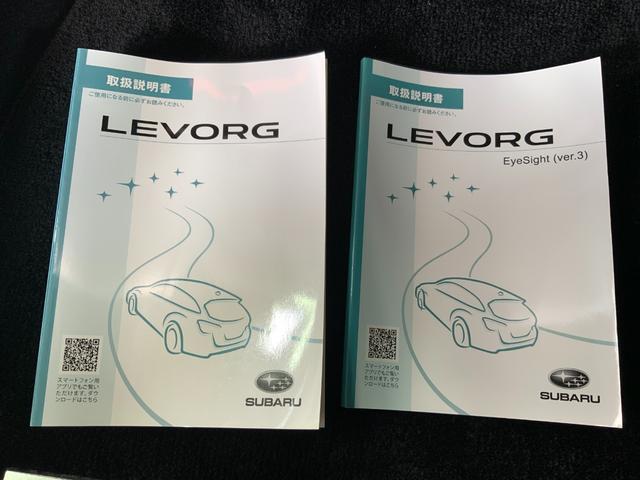 取扱説明書
ご使用になる前に必ずお読みください。
LEVORG
スマートフォン用
アプリでもご覧い
ただけます。ダウ
ンロードはこちら
SUBARU
取扱説明書
ご使用になる前に必ずお読みください。
LEVORG
EyeSight (ver.3)
スマートフォン用
アプリでもご覧い
ただけます。ダウ
ンロードはこちら
SUBARU